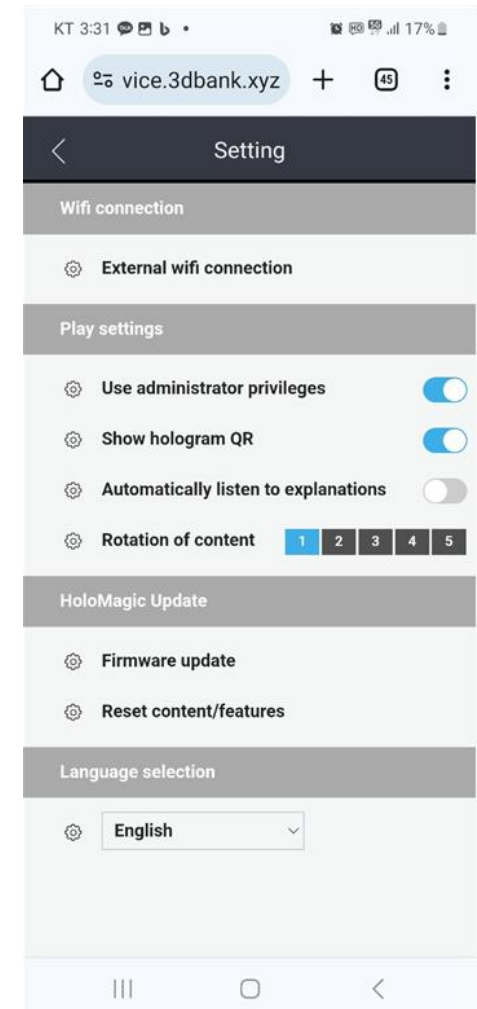 KT 3:31
17%
vice.3dbank.xyz
45
Setting
Wifi connection
External wifi connection
Play settings
Use administrator privileges
Show hologram QR
Automatically listen to explanations
Rotation of content 1 2 3 4 5
HoloMagic Update
Firmware update
Reset content/features
Language selection
English